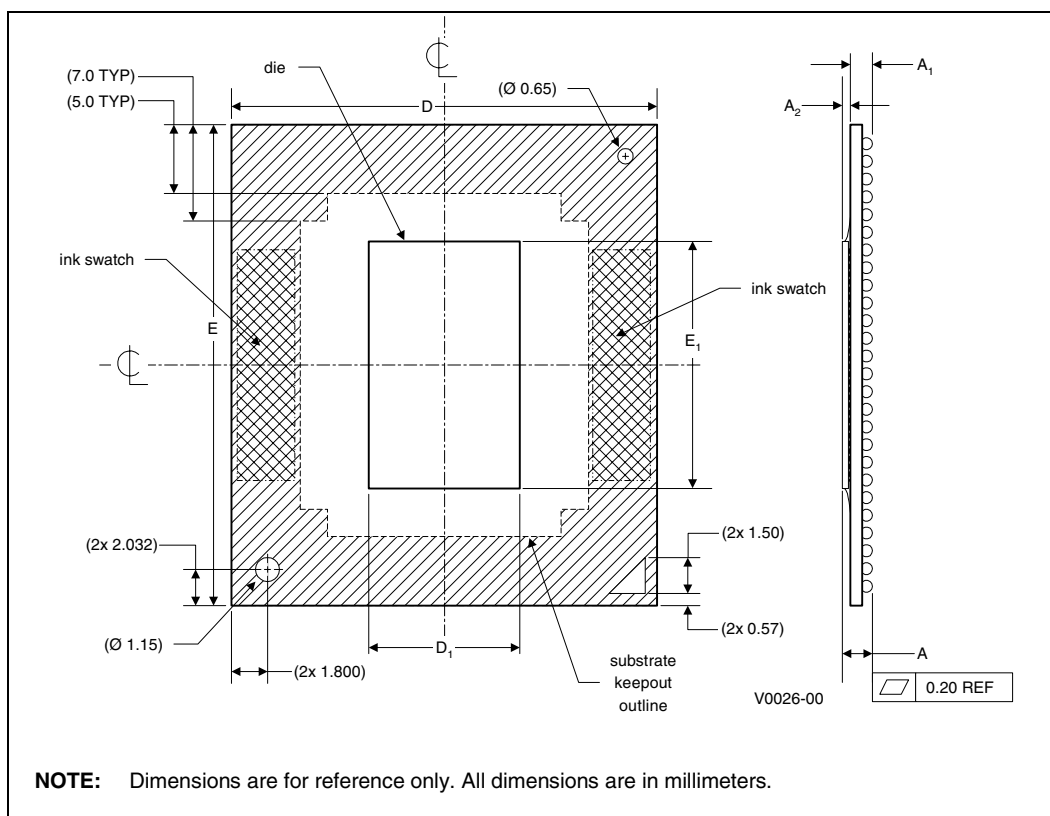 (7.0 TYP)
(5.0 TYP)
die
D
(Ø 0.65)
A1
A2
ink swatch
ink swatch
E
E1
(2x 2.032)
(Ø 1.15)
(2x 1.800)
D1
(2x 1.50)
(2x 0.57)
substrate
keepout
outline
V0026-00
A
0.20 REF
NOTE: Dimensions are for reference only. All dimensions are in millimeters.